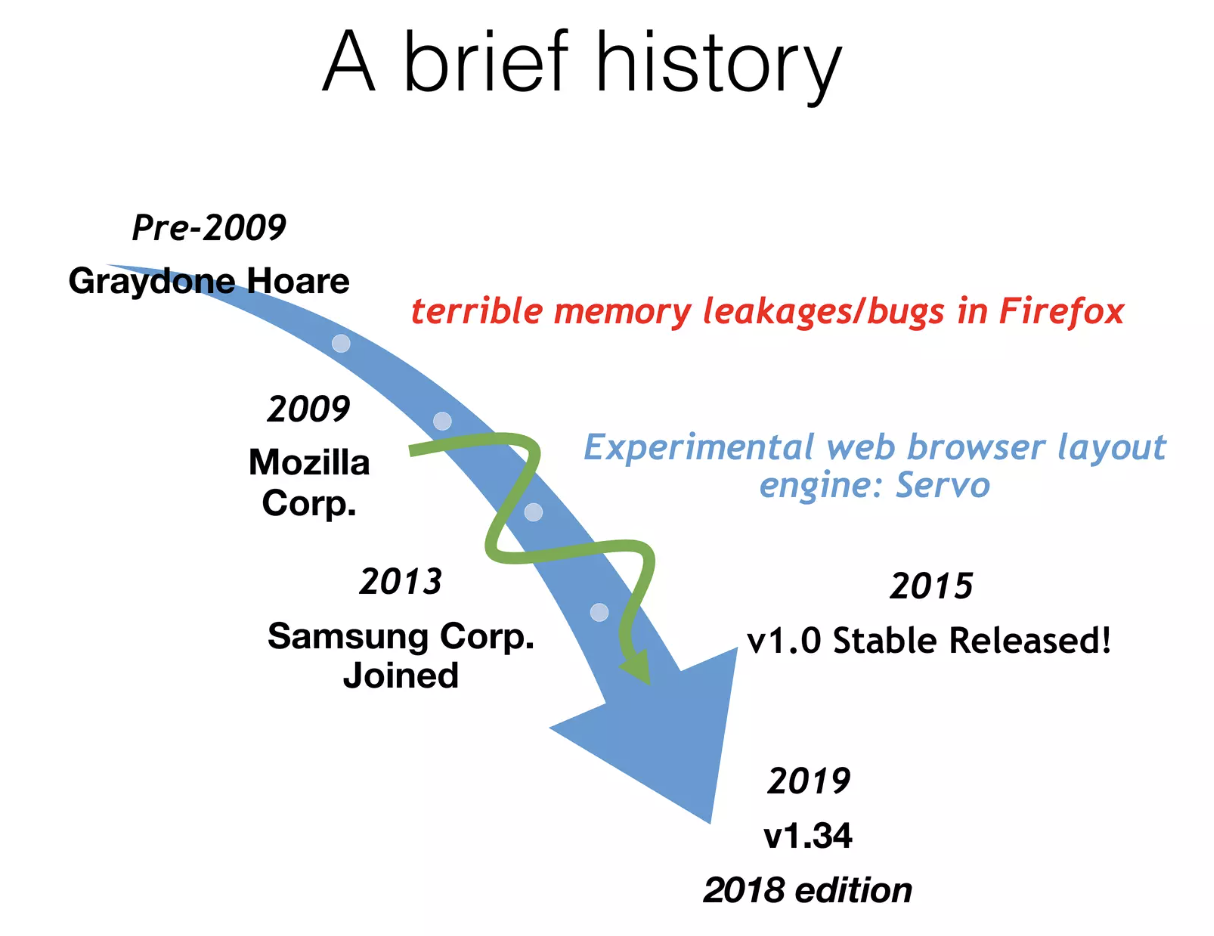 A brief history
Pre-2009
Graydone Hoare
terrible memory leakages/bugs in Firefox
2009
Mozilla
Corp.
Experimental web browser layout
engine: Servo
2013
Samsung Corp.
Joined
2015
v1.0 Stable Released!
2019
v1.34
2018 edition